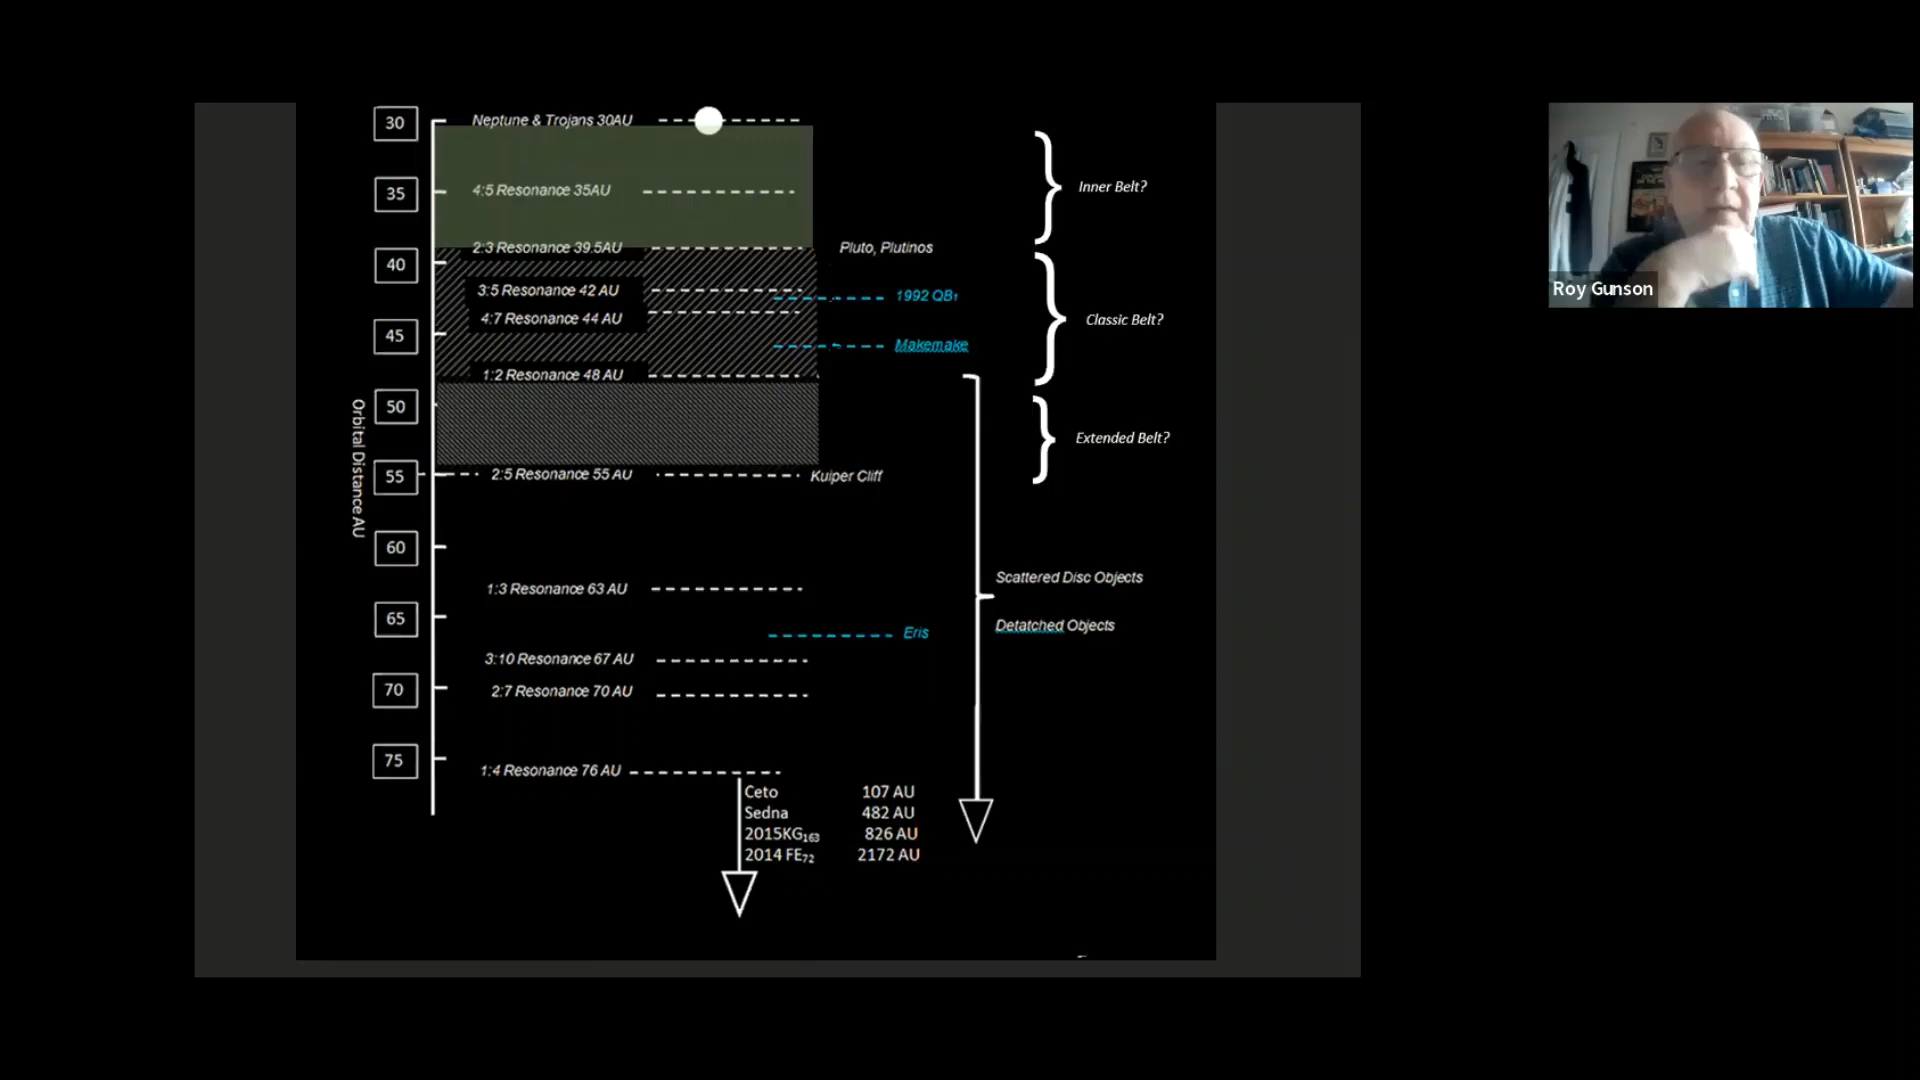 30
Neptune & Trojans 30AU
35
4:5 Resonance 35AU
Inner Belt?
2:3 Resonance 39.5AU
Pluto, Plutinos
40
3:5 Resonance 42 AU
1992 QB₁
4:7 Resonance 44 AU
Classic Belt?
45
Makemake
1:2 Resonance 48 AU
50
Extended Belt?
Orbital Distance AU
55
2:5 Resonance 55 AU
Kuiper Cliff
60
1:3 Resonance 63 AU
Scattered Disc Objects
65
Detatched Objects
Eris
3:10 Resonance 67 AU
70
2:7 Resonance 70 AU
75
1:4 Resonance 76 AU
Ceto 107 AU
Sedna 482 AU
2015KG₁₆₃ 826 AU
2014 FE₇₂ 2172 AU
Roy Gunson